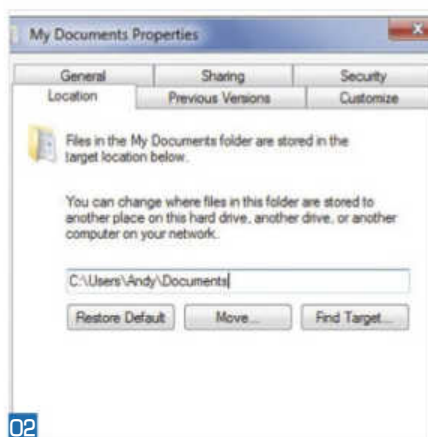 My Documents Properties
General Sharing Security
Location Previous Versions Customize
Files in the My Documents folder are stored in the
target location below.
You can change where files in this folder are stored to
another place on this hard drive, another drive, or another
computer on your network.
C:\Users\Andy\Documents
Restore Default Move... Find Target...
02